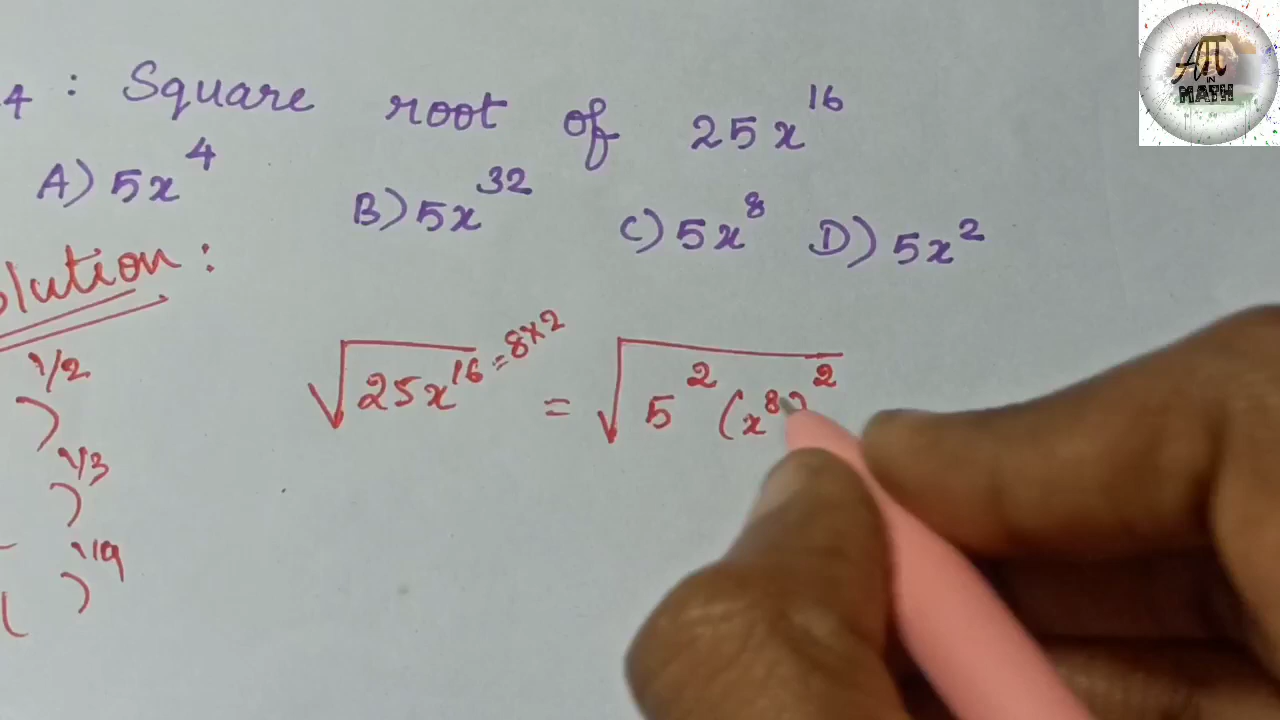 4 : Square root of 25x^16
A) 5x^4 B) 5x^32 C) 5x^8 D) 5x^2
olution :
√25x^16 = 8×2 = √5^2 (x^8)^2
)^1/2
)^1/3
( )^1/9
A π IN MATH